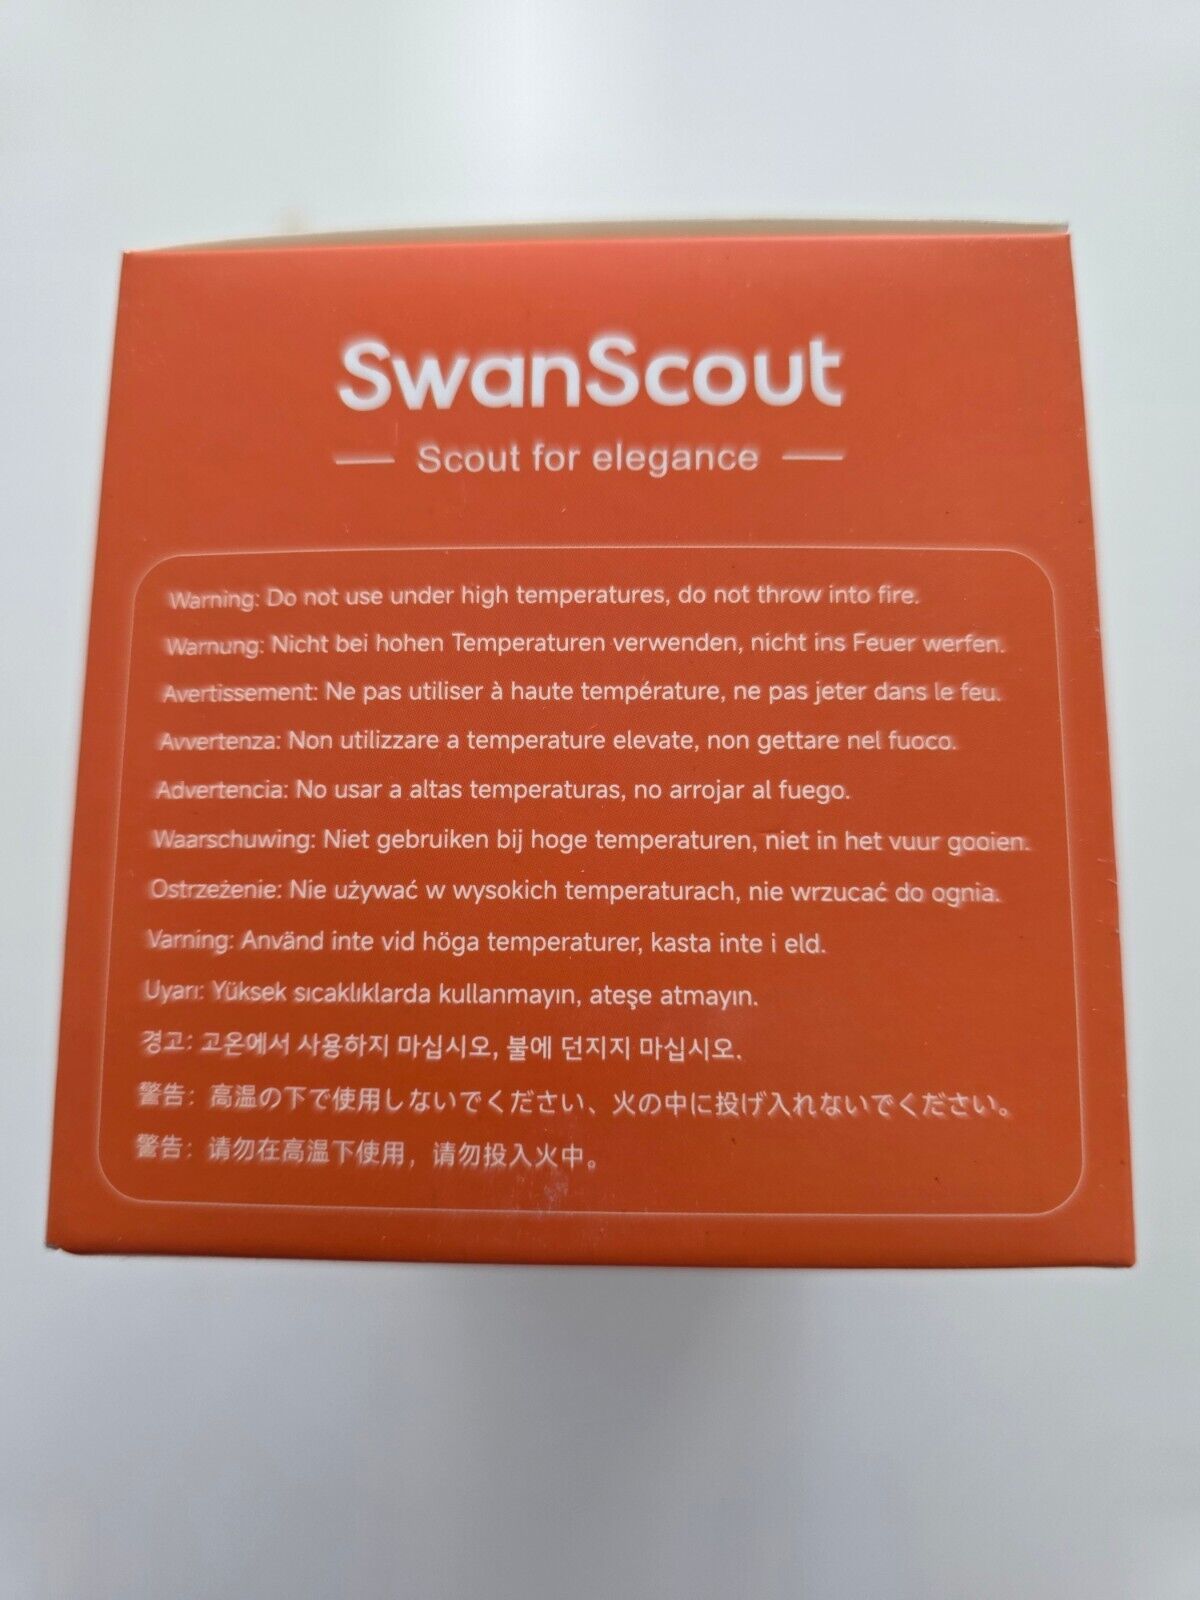 SwanScout
Scout for elegance
Warning: Do not use under high temperatures, do not throw into fire.
Warnung: Nicht bei hohen Temperaturen verwenden, nicht ins Feuer werfen.
Avertissement: Ne pas utiliser à haute température, ne pas jeter dans le feu.
Avvertenza: Non utilizzare a temperature elevate, non gettare nel fuoco.
Advertencia: No usar a altas temperaturas, no arrojar al fuego.
Waarschuwing: Niet gebruiken bij hoge temperaturen, niet in het vuur gooien.
Ostrzeżenie: Nie używać w wysokich temperaturach, nie wrzucać do ognia.
Varning: Använd inte vid höga temperaturer, kasta inte i eld.
Uyarı: Yüksek sıcaklıklarda kullanmayın, ateşe atmayın.
경고: 고온에서 사용하지 마십시오, 불에 던지지 마십시오.
警告: 高温の下で使用しないでください、火の中に投げ入れないでください。
警告: 请勿在高温下使用，请勿投入火中。